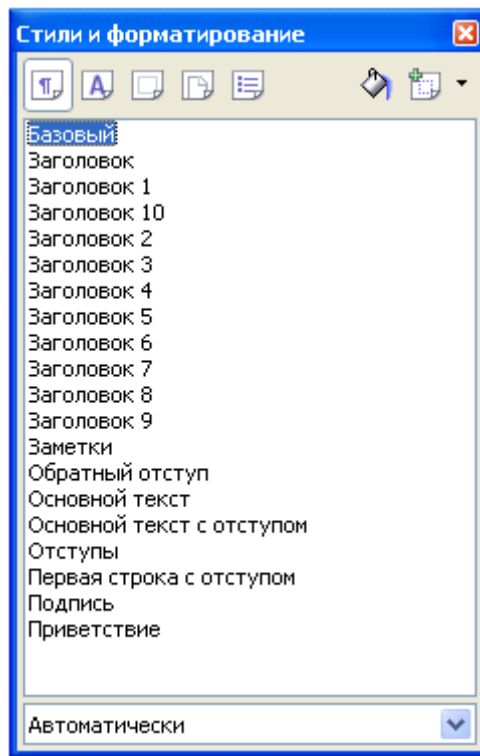 Стили и форматирование
Базовый
Заголовок
Заголовок 1
Заголовок 10
Заголовок 2
Заголовок 3
Заголовок 4
Заголовок 5
Заголовок 6
Заголовок 7
Заголовок 8
Заголовок 9
Заметки
Обратный отступ
Основной текст
Основной текст с отступом
Отступы
Первая строка с отступом
Подпись
Приветствие
Автоматически